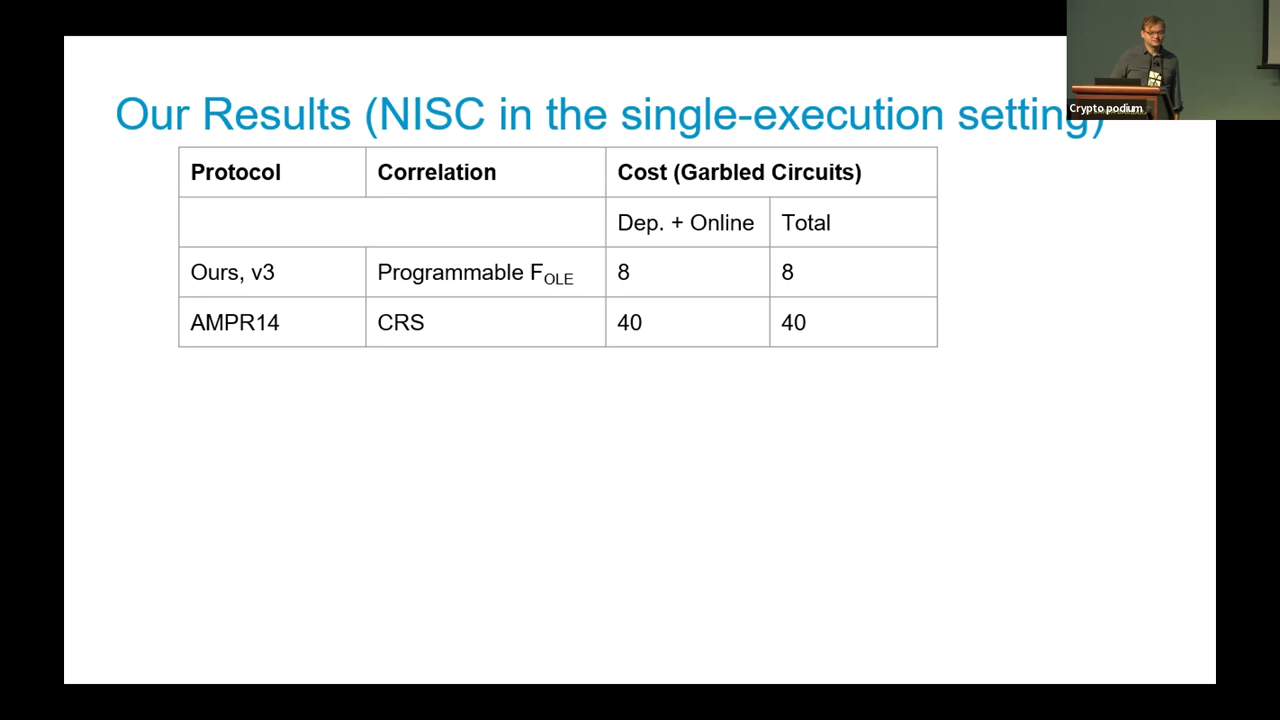 Crypto podium
Our Results (NISC in the single-execution setting)
Protocol Correlation Cost (Garbled Circuits)
Dep. + Online Total
Ours, v3 Programmable FOLE 8 8
AMPR14 CRS 40 40